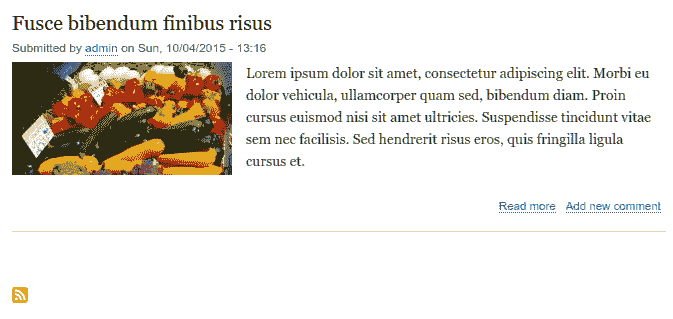 Fusce bibendum finibus risus
Submitted by admin on Sun, 10/04/2015 - 13:16
Lorem ipsum dolor sit amet, consectetur adipiscing elit. Morbi eu
dolor vehicula, ullamcorper quam sed, bibendum diam. Proin
cursus euismod nisi sit amet ultricies. Suspendisse tincidunt vitae
sem nec facilisis. Sed hendrerit risus eros, quis fringilla ligula
cursus et.
Read more Add new comment